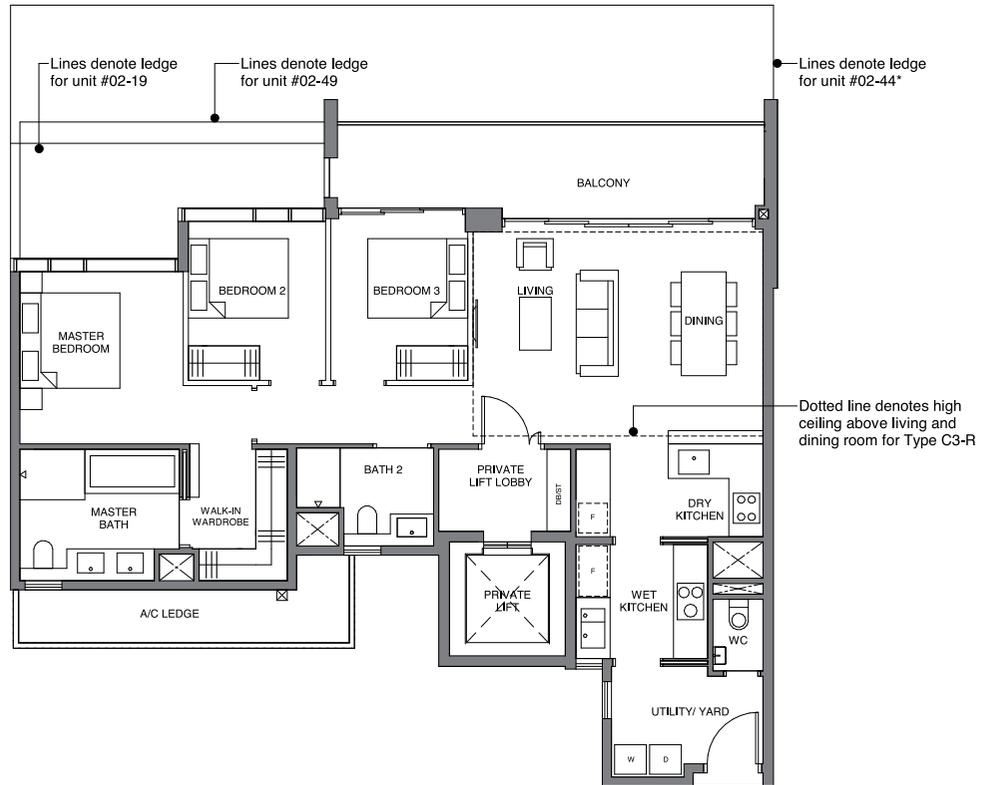 Lines denote ledge
for unit #02-19
Lines denote ledge
for unit #02-49
Lines denote ledge
for unit #02-44*
BALCONY
BEDROOM 2
BEDROOM 3
LIVING
DINING
MASTER
BEDROOM
Dotted line denotes high
ceiling above living and
dining room for Type C3-R
BATH 2
PRIVATE
LIFT LOBBY
DB/ST
F
DRY
KITCHEN
MASTER
BATH
WALK-IN
WARDROBE
F
PRIVATE
LIFT
WET
KITCHEN
A/C LEDGE
WC
UTILITY/ YARD
W
D